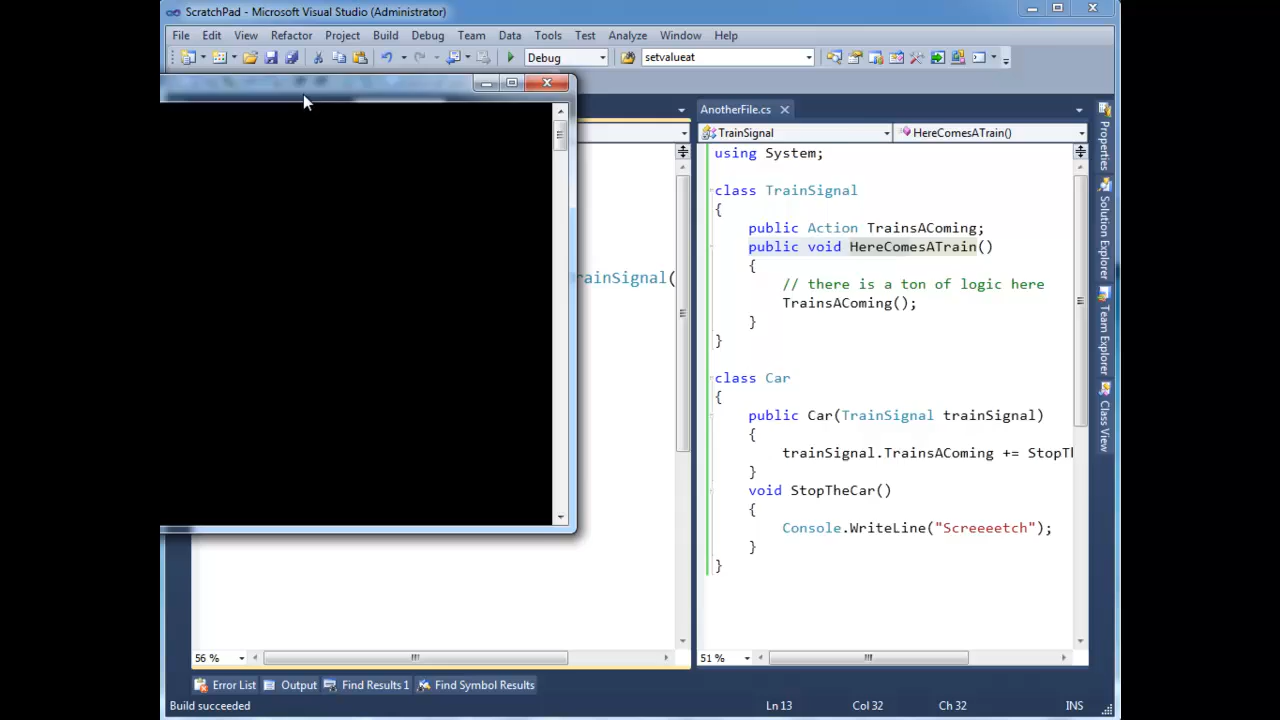 ScratchPad - Microsoft Visual Studio (Administrator)
File Edit View Refactor Project Build Debug Team Data Tools Test Analyze Window Help
Debug
setvalueat
AnotherFile.cs
TrainSignal
HereComesATrain()
using System;
class TrainSignal
{
public Action TrainsAComing;
public void HereComesATrain()
{
// there is a ton of logic here
TrainsAComing();
}
}
class Car
{
public Car(TrainSignal trainSignal)
{
trainSignal.TrainsAComing += StopTh
}
void StopTheCar()
{
Console.WriteLine("Screeeetch");
}
}
rainSignal(
Properties
Solution Explorer
Team Explorer
Class View
56 %
51 %
Error List Output Find Results 1 Find Symbol Results
Build succeeded
Ln 13 Col 32 Ch 32 INS